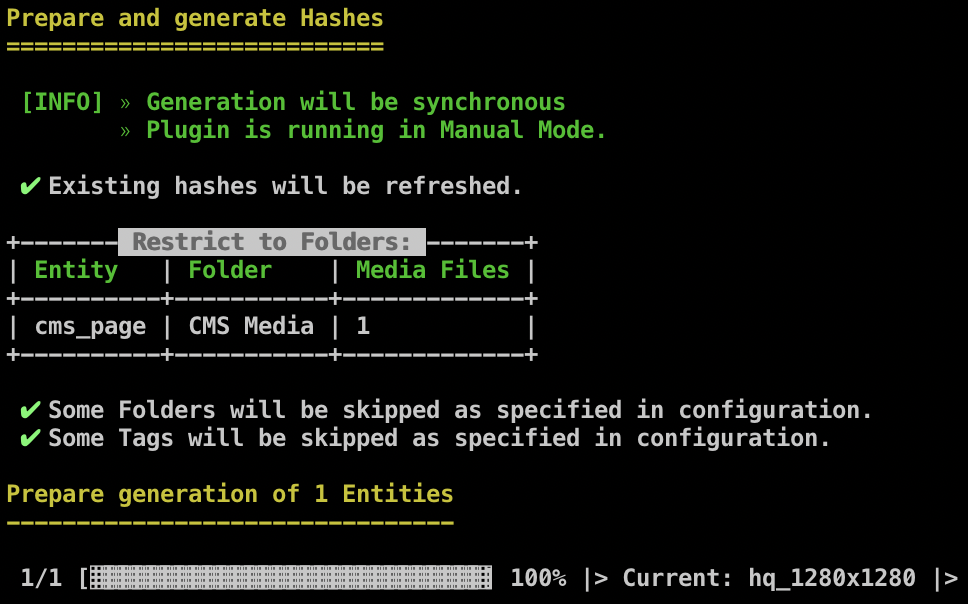 Prepare and generate Hashes
===========================
[INFO] » Generation will be synchronous
» Plugin is running in Manual Mode.
✔ Existing hashes will be refreshed.
+------- Restrict to Folders: -------+
| Entity   | Folder    | Media Files |
+----------+-----------+-------------+
| cms_page | CMS Media | 1           |
+----------+-----------+-------------+
✔ Some Folders will be skipped as specified in configuration.
✔ Some Tags will be skipped as specified in configuration.
Prepare generation of 1 Entities
--------------------------------
1/1 [▓▓▓▓▓▓▓▓▓▓▓▓▓▓▓▓▓▓▓▓▓▓▓▓▓▓▓▓] 100% |> Current: hq_1280x1280 |>